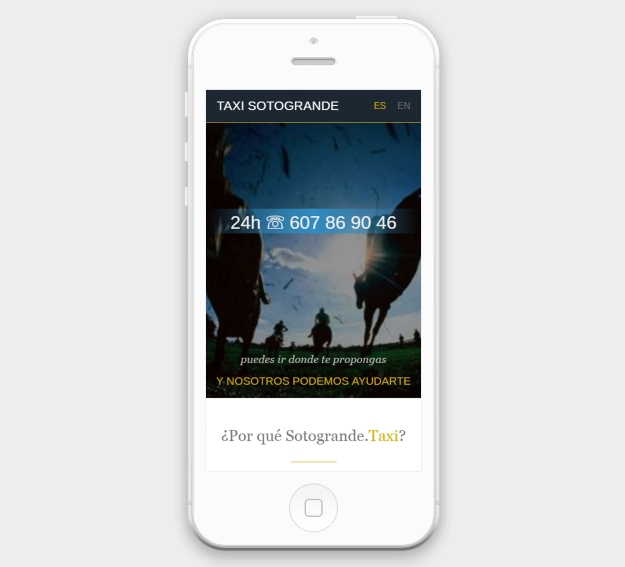 TAXI SOTOGRANDE ES EN
24h ☏ 607 86 90 46
puedes ir donde te propongas
Y NOSOTROS PODEMOS AYUDARTE
¿Por qué Sotogrande.Taxi?